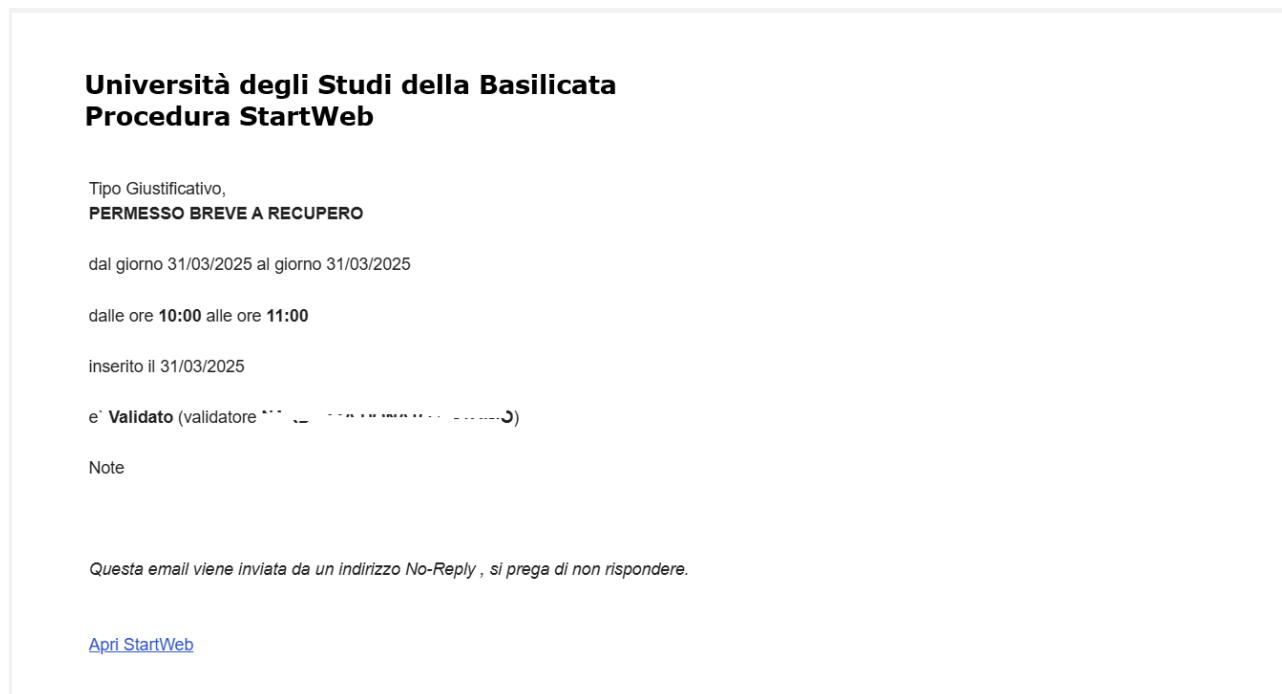 Università degli Studi della Basilicata
Procedura StartWeb
Tipo Giustificativo,
PERMESSO BREVE A RECUPERO
dal giorno 31/03/2025 al giorno 31/03/2025
dalle ore 10:00 alle ore 11:00
inserito il 31/03/2025
e` Validato (validatore )
Note
Questa email viene inviata da un indirizzo No-Reply , si prega di non rispondere.
Apri StartWeb